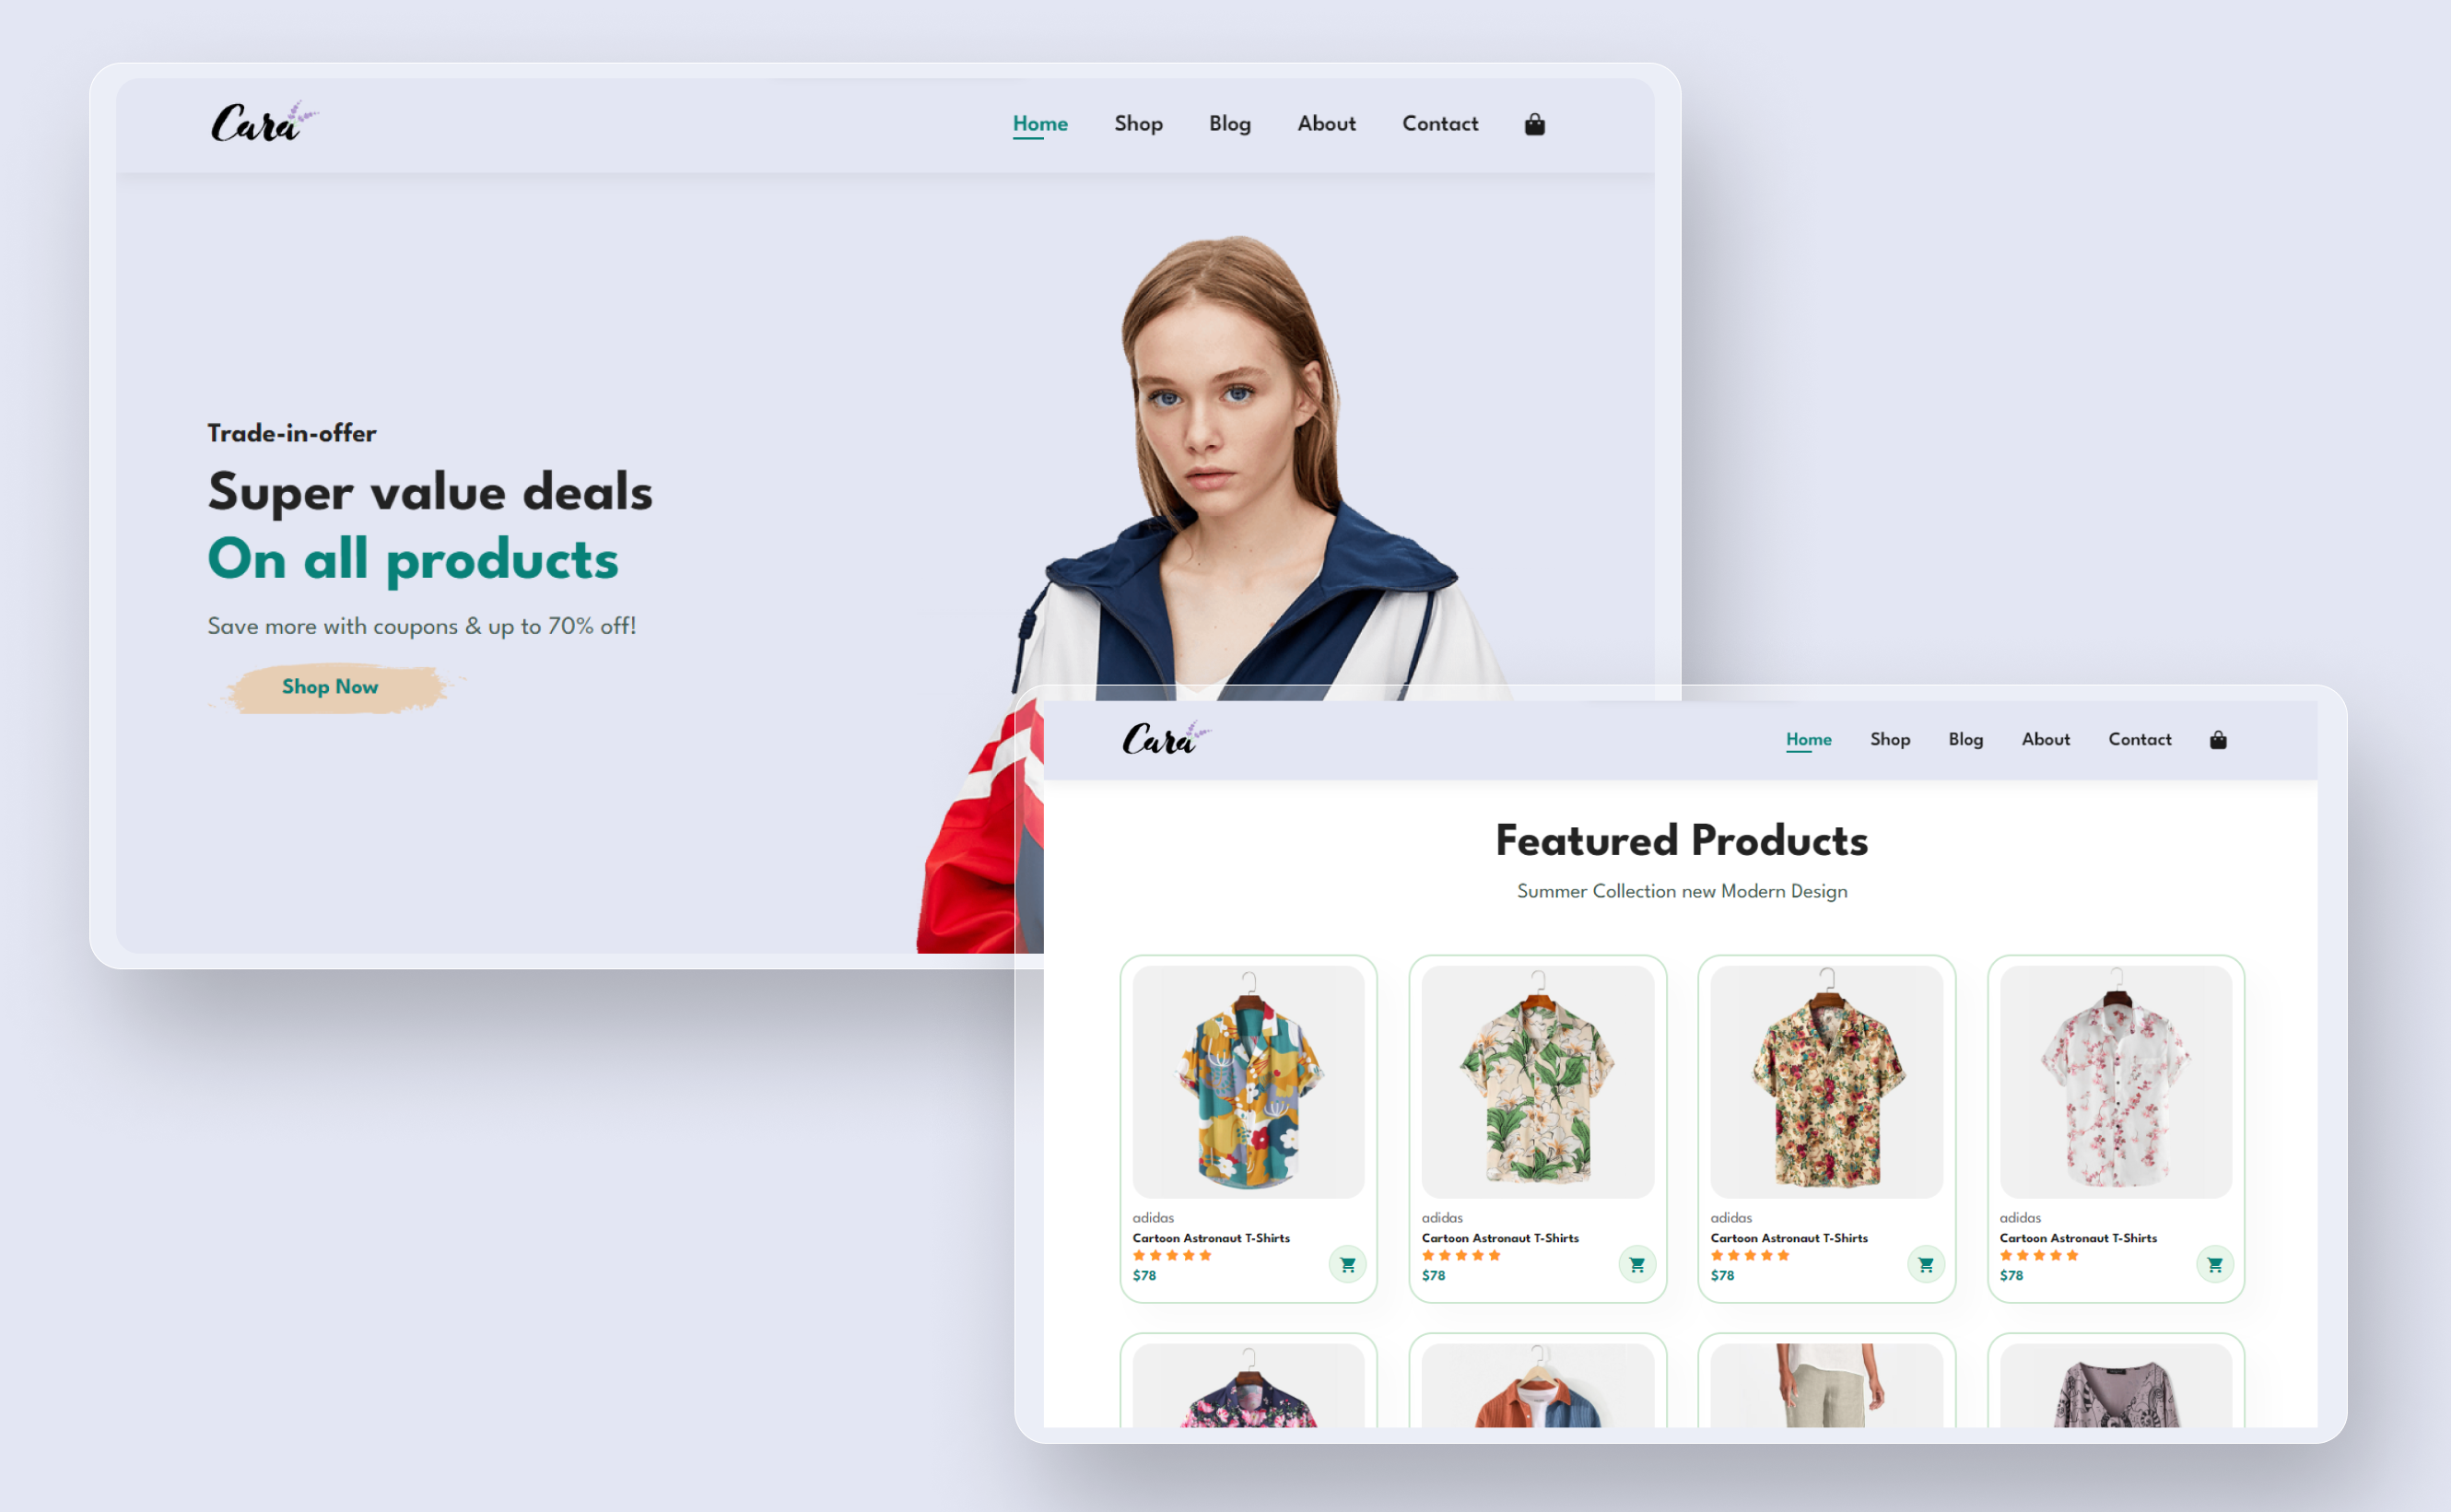 Cara
Home Shop Blog About Contact
Trade-in-offer
Super value deals
On all products
Save more with coupons & up to 70% off!
Shop Now
Cara
Home Shop Blog About Contact
Featured Products
Summer Collection new Modern Design
adidas
Cartoon Astronaut T-Shirts
$78
adidas
Cartoon Astronaut T-Shirts
$78
adidas
Cartoon Astronaut T-Shirts
$78
adidas
Cartoon Astronaut T-Shirts
$78